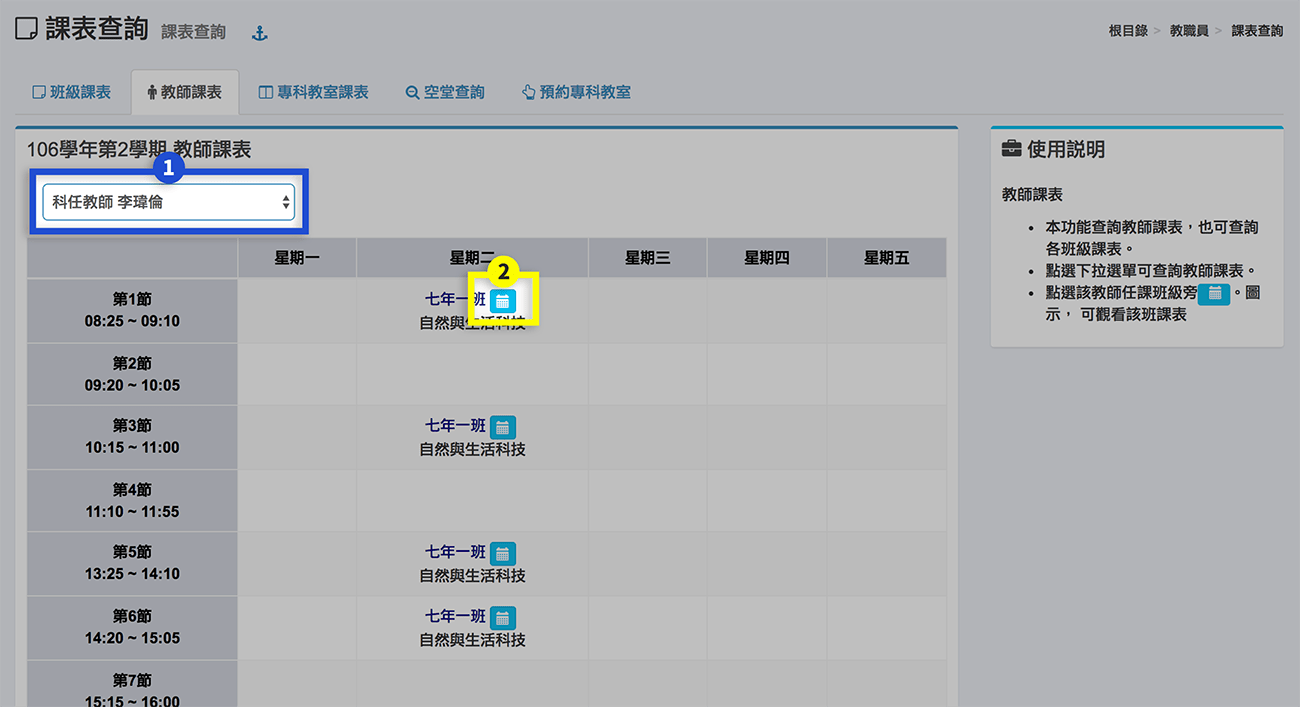 課表查詢 課表查詢
根目錄 > 教職員 > 課表查詢
班級課表 教師課表 專科教室課表 空堂查詢 預約專科教室
106學年第2學期 教師課表
1
科任教師 李瑋倫
星期一 星期二 星期三 星期四 星期五
2
第1節
08:25 ~ 09:10
七年一班
自然與生活科技
第2節
09:20 ~ 10:05
第3節
10:15 ~ 11:00
七年一班
自然與生活科技
第4節
11:10 ~ 11:55
第5節
13:25 ~ 14:10
七年一班
自然與生活科技
第6節
14:20 ~ 15:05
七年一班
自然與生活科技
第7節
15:15 ~ 16:00
使用説明
教師課表
• 本功能查詢教師課表，也可查詢
各班級課表。
• 點選下拉選單可查詢教師課表。
• 點選該教師任課班級旁 。圖
示， 可觀看該班課表